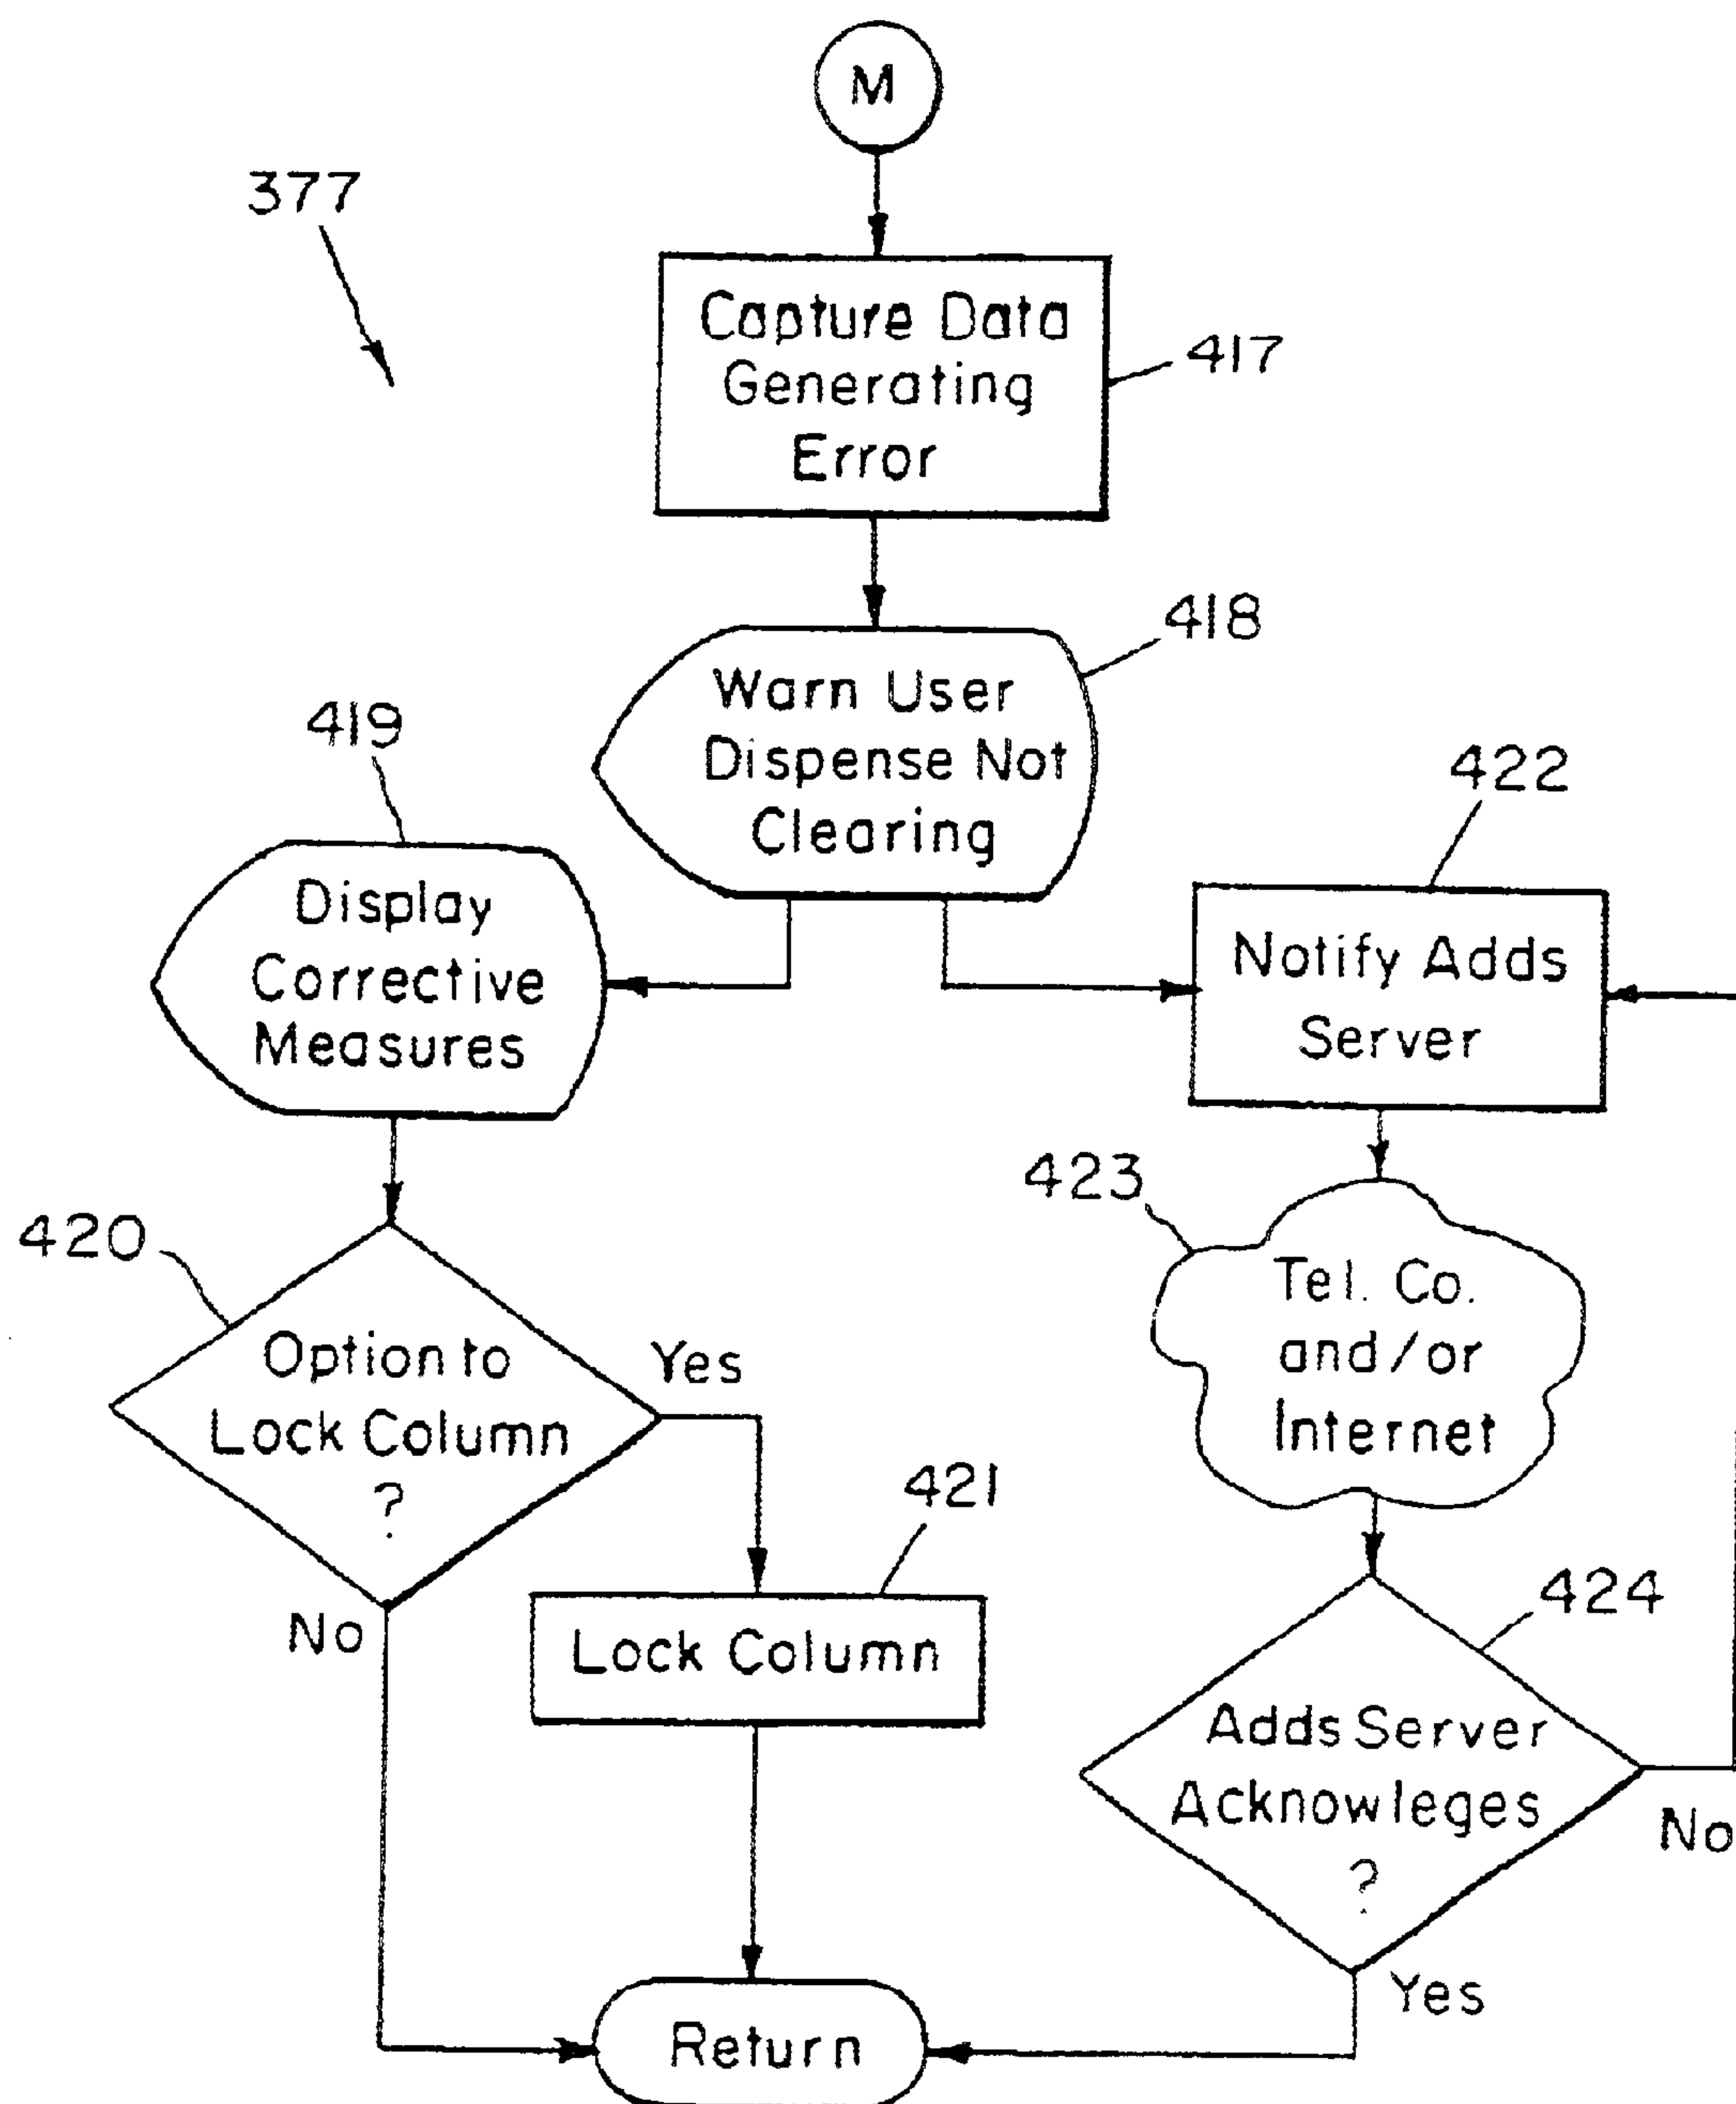 M
377
Capture Data
Generating
Error
417
Warn User
Dispense Not
Clearing
418
419
Display
Corrective
Measures
422
Notify Adds
Server
423
Tel. Co.
and/or
Internet
420
Option to
Lock Column
?
Yes
No
421
Lock Column
424
Adds Server
Acknowleges
?
No
Yes
Return